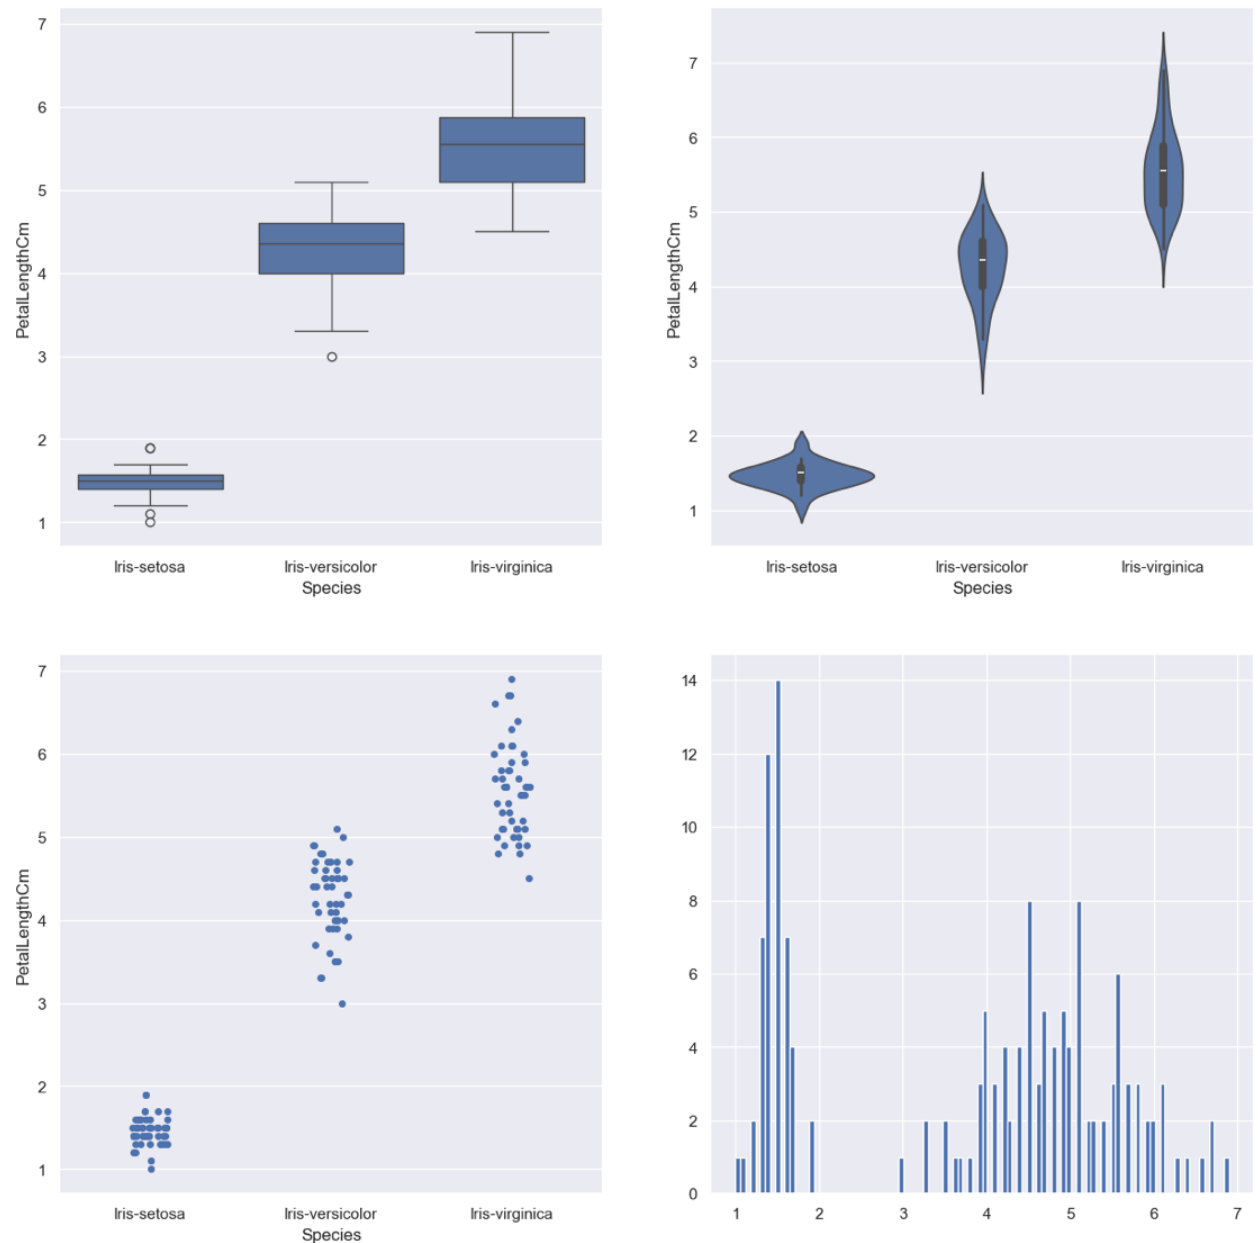 7
6
5
4
3
2
1
PetalLengthCm
Iris-setosa Iris-versicolor Iris-virginica
Species
7
6
5
4
3
2
1
PetalLengthCm
Iris-setosa Iris-versicolor Iris-virginica
Species
7
6
5
4
3
2
1
PetalLengthCm
Iris-setosa Iris-versicolor Iris-virginica
Species
14
12
10
8
6
4
2
0
1 2 3 4 5 6 7